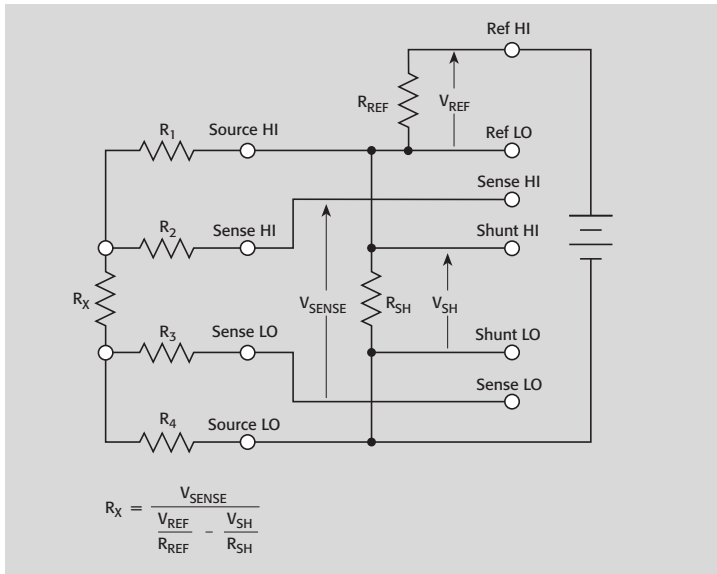 Ref HI
R_REF
V_REF
R_1
Source HI
Ref LO
Sense HI
R_2
Sense HI
Shunt HI
R_X
V_SENSE
R_SH
V_SH
R_3
Sense LO
Shunt LO
Sense LO
R_4
Source LO
R_X = V_SENSE / (V_REF / R_REF - V_SH / R_SH)